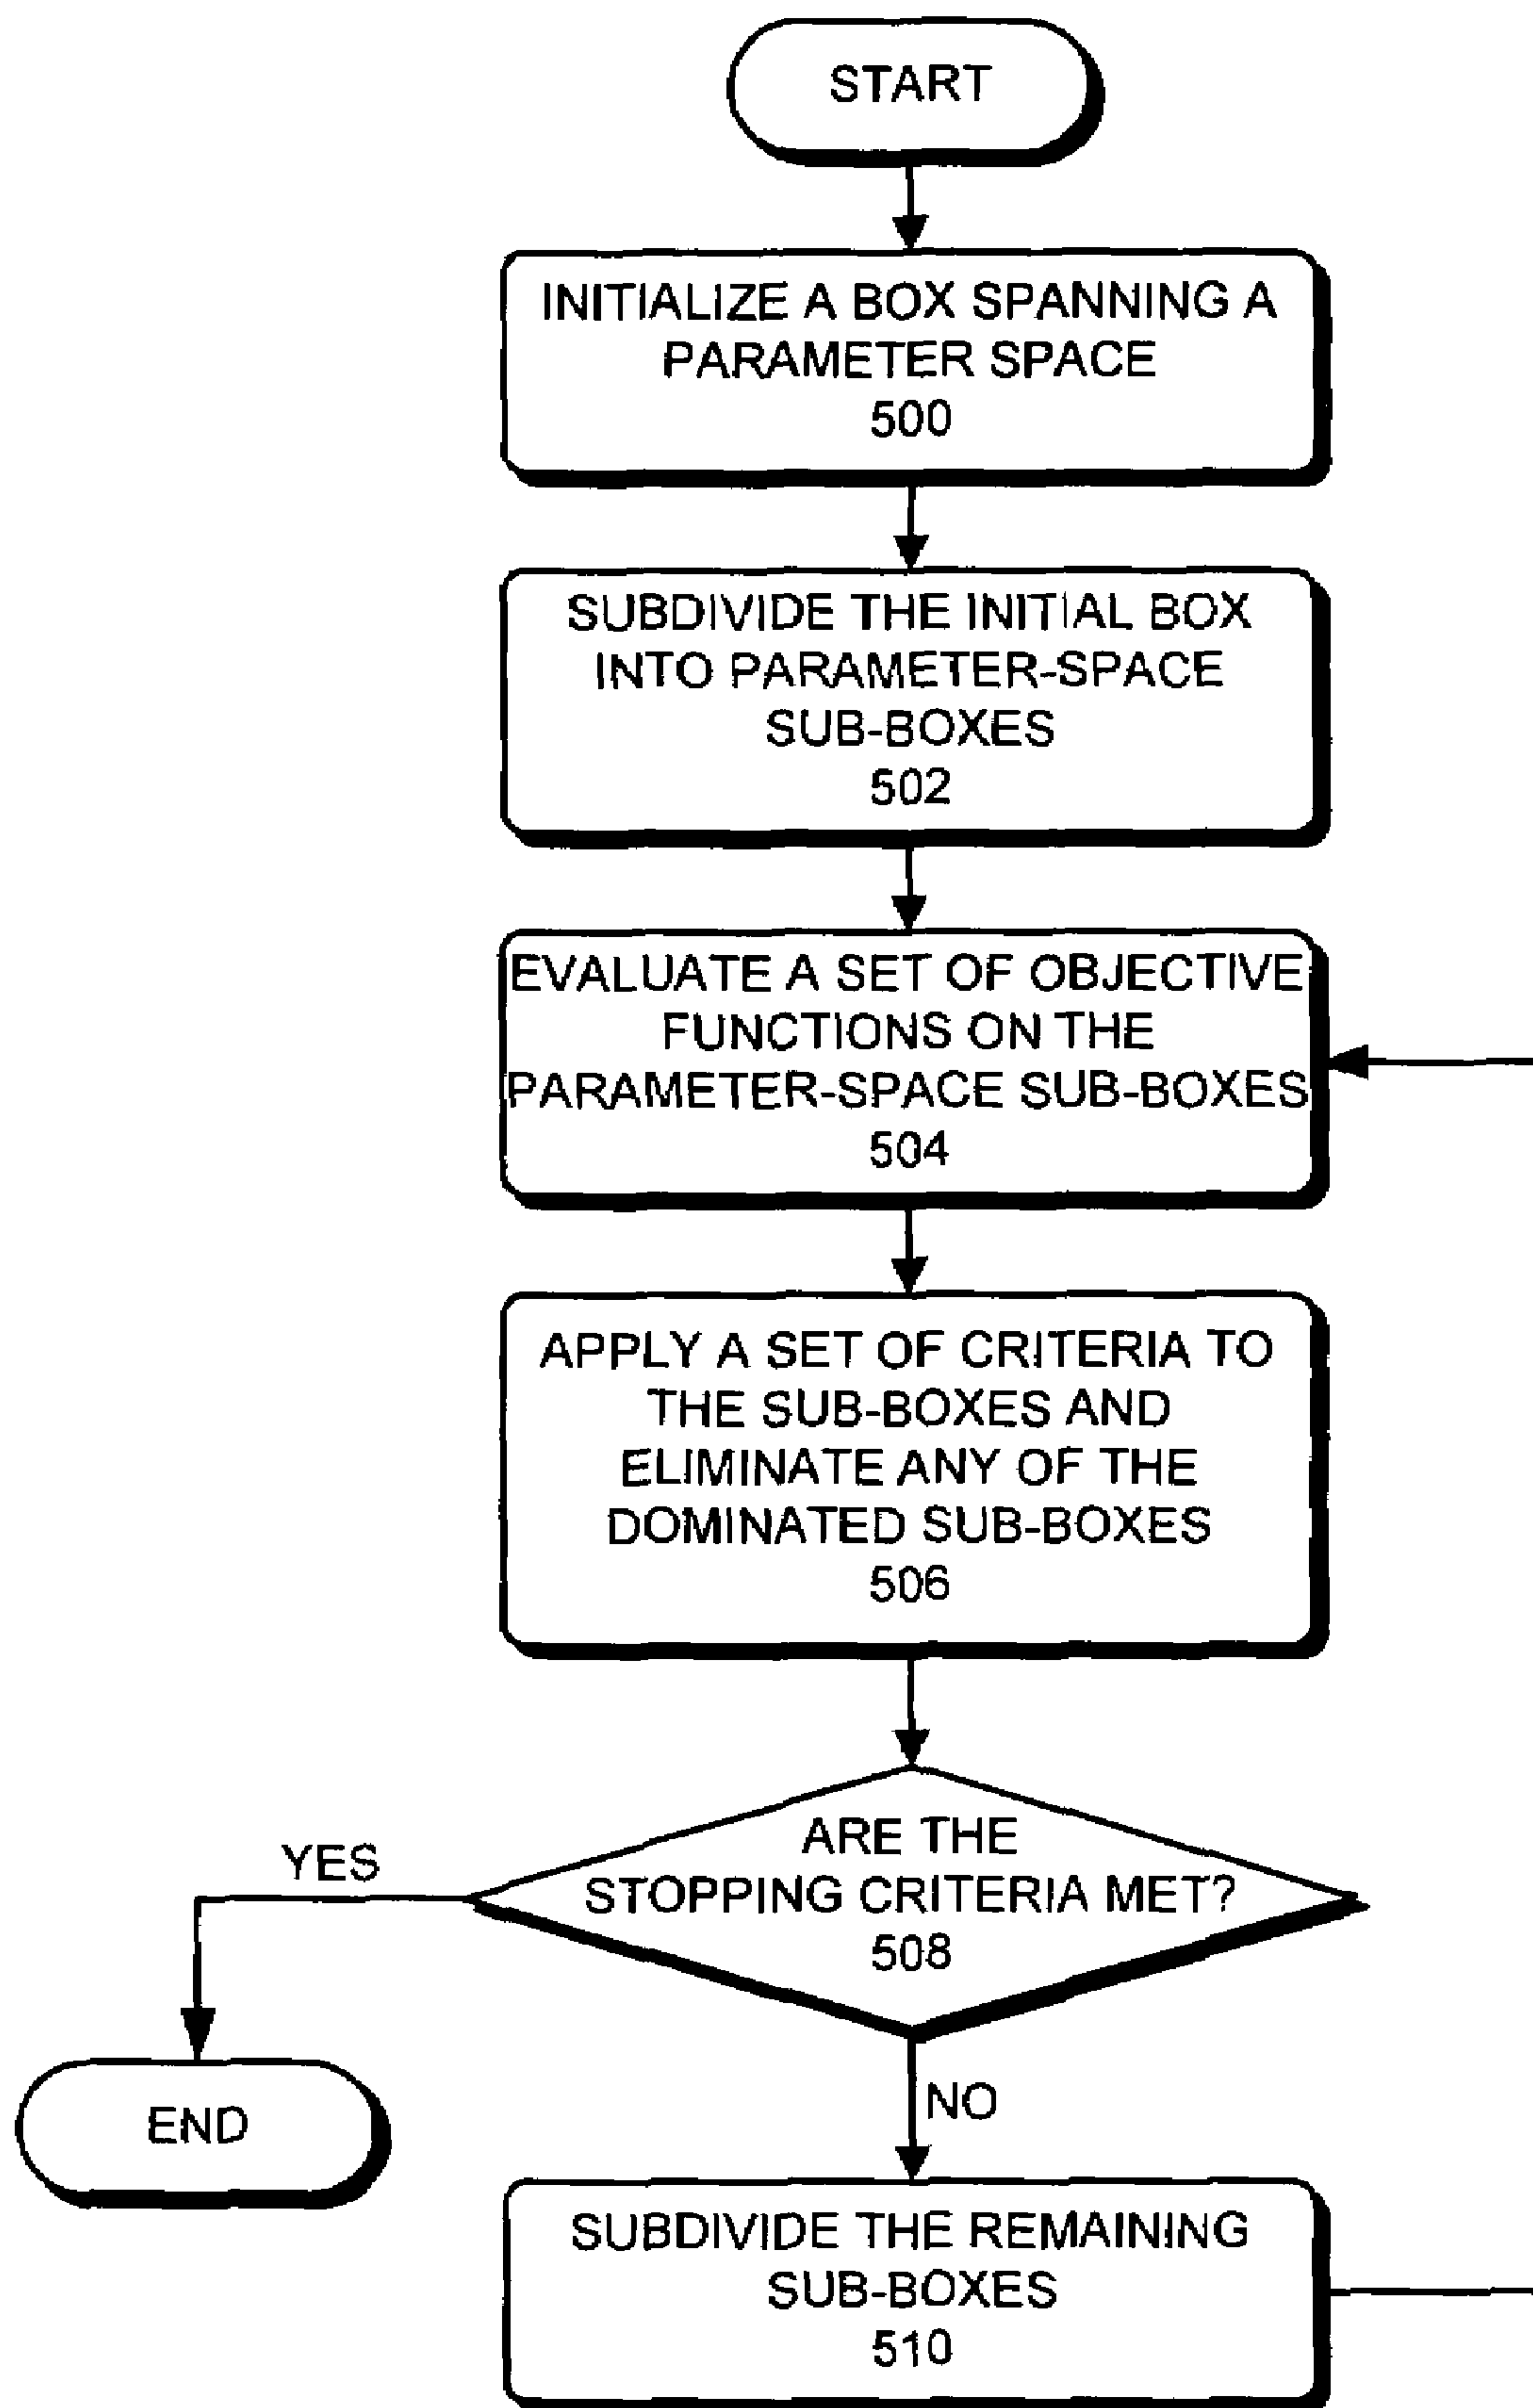 START
INITIALIZE A BOX SPANNING A
PARAMETER SPACE
500
SUBDIVIDE THE INITIAL BOX
INTO PARAMETER-SPACE
SUB-BOXES
502
EVALUATE A SET OF OBJECTIVE
FUNCTIONS ON THE
PARAMETER-SPACE SUB-BOXES
504
APPLY A SET OF CRITERIA TO
THE SUB-BOXES AND
ELIMINATE ANY OF THE
DOMINATED SUB-BOXES
506
ARE THE
STOPPING CRITERIA MET?
508
YES
END
NO
SUBDIVIDE THE REMAINING
SUB-BOXES
510